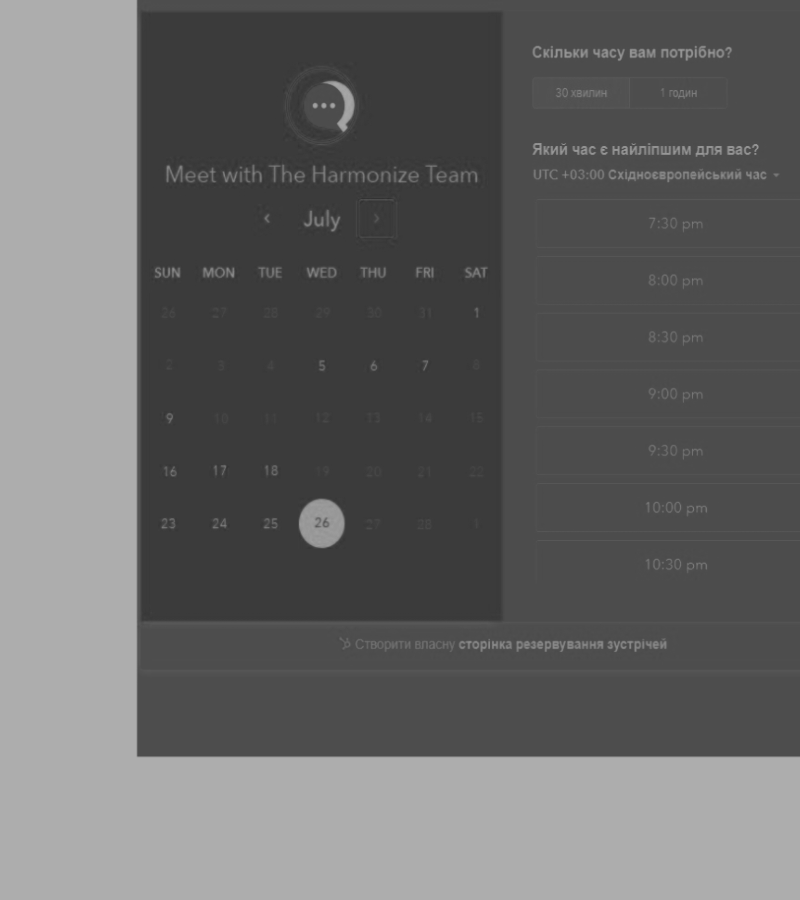 Meet with The Harmonize Team
‹ July ›
SUN MON TUE WED THU FRI SAT
26 27 28 29 30 31 1
2 3 4 5 6 7 8
9 10 11 12 13 14 15
16 17 18 19 20 21 22
23 24 25 26 27 28 1
Скільки часу вам потрібно?
30 хвилин 1 годин
Який час є найліпшим для вас?
UTC +03:00 Східноєвропейський час
7:30 pm
8:00 pm
8:30 pm
9:00 pm
9:30 pm
10:00 pm
10:30 pm
Створити власну сторінка резервування зустрічей